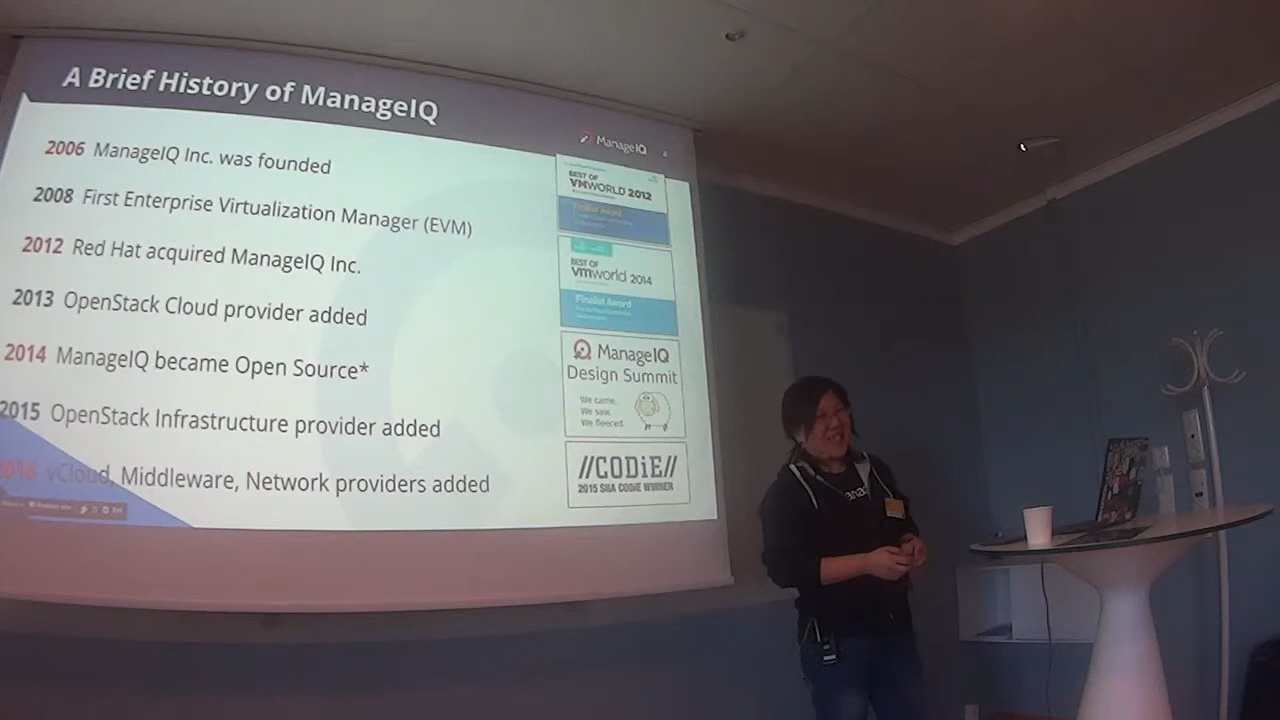 A Brief History of ManageIQ
ManageIQ
2006 ManageIQ Inc. was founded
2008 First Enterprise Virtualization Manager (EVM)
2012 Red Hat acquired ManageIQ Inc.
2013 OpenStack Cloud provider added
2014 ManageIQ became Open Source*
2015 OpenStack Infrastructure provider added
2016 vCloud, Middleware, Network providers added
BEST OF
VMWORLD 2012
Finalist Award
BEST OF
vmworld 2014
Finalist Award
ManageIQ
Design Summit
We came.
We saw.
We fleeced.
//CODiE//
2015 SIIA CODiE WINNER